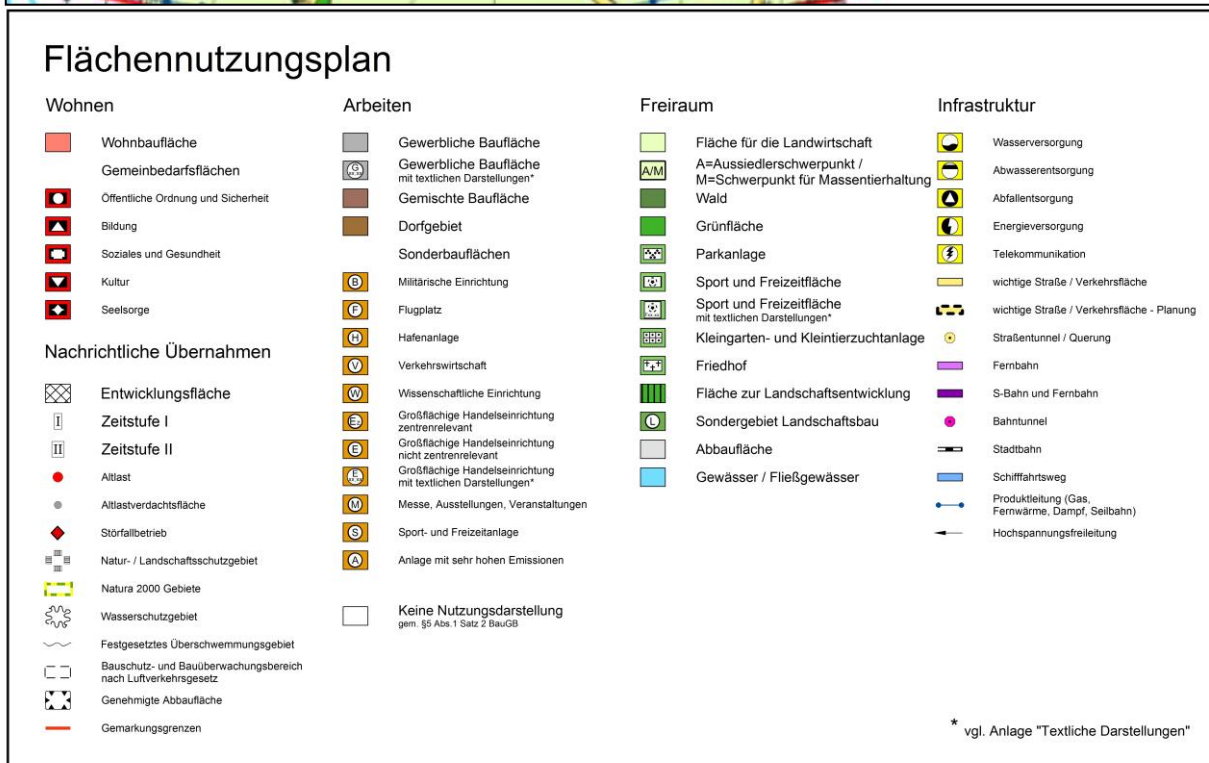 Flächennutzungsplan
Wohnen
Wohnbaufläche
Gemeinbedarfsflächen
Öffentliche Ordnung und Sicherheit
Bildung
Soziales und Gesundheit
Kultur
Seelsorge
Nachrichtliche Übernahmen
Entwicklungsfläche
I
Zeitstufe I
II
Zeitstufe II
Altlast
Altlastverdachtsfläche
Störfallbetrieb
Natur- / Landschaftsschutzgebiet
Natura 2000 Gebiete
Wasserschutzgebiet
Festgesetztes Überschwemmungsgebiet
Bauschutz- und Bauüberwachungsbereich
nach Luftverkehrsgesetz
Genehmigte Abbaufläche
Gemarkungsgrenzen
Arbeiten
Gewerbliche Baufläche
G
Gewerbliche Baufläche
mit textlichen Darstellungen*
Gemischte Baufläche
Dorfgebiet
Sonderbauflächen
B
Militärische Einrichtung
F
Flugplatz
H
Hafenanlage
V
Verkehrswirtschaft
W
Wissenschaftliche Einrichtung
Großflächige Handelseinrichtung
zentrenrelevant
E
Großflächige Handelseinrichtung
nicht zentrenrelevant
E
Großflächige Handelseinrichtung
mit textlichen Darstellungen*
M
Messe, Ausstellungen, Veranstaltungen
S
Sport- und Freizeitanlage
A
Anlage mit sehr hohen Emissionen
Keine Nutzungsdarstellung
gem. §5 Abs.1 Satz 2 BauGB
Freiraum
Fläche für die Landwirtschaft
A/M
A=Aussiedlerschwerpunkt /
M=Schwerpunkt für Massentierhaltung
Wald
Grünfläche
Parkanlage
Sport und Freizeitfläche
Sport und Freizeitfläche
mit textlichen Darstellungen*
Kleingarten- und Kleintierzuchtanlage
Friedhof
Fläche zur Landschaftsentwicklung
L
Sondergebiet Landschaftsbau
Abbaufläche
Gewässer / Fließgewässer
Infrastruktur
Wasserversorgung
Abwasserentsorgung
Abfallentsorgung
Energieversorgung
Telekommunikation
wichtige Straße / Verkehrsfläche
wichtige Straße / Verkehrsfläche - Planung
Straßentunnel / Querung
Fernbahn
S-Bahn und Fernbahn
Bahntunnel
Stadtbahn
Schifffahrtsweg
Produktleitung (Gas,
Fernwärme, Dampf, Seilbahn)
Hochspannungsfreileitung
* vgl. Anlage "Textliche Darstellungen"